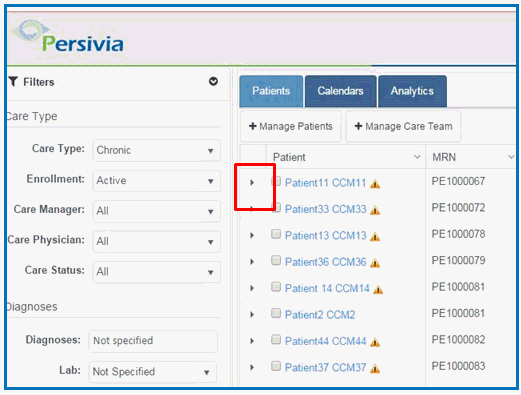 Persivia
Filters
Patients Calendars Analytics
Care Type
Care Type: Chronic
Enrollment: Active
Care Manager: All
Care Physician: All
Care Status: All
Diagnoses
Diagnoses: Not specified
Lab: Not Specified
+ Manage Patients + Manage Care Team
Patient MRN
Patient11 CCM11 PE1000067
Patient33 CCM33 PE1000072
Patient13 CCM13 PE1000078
Patient36 CCM36 PE1000079
Patient 14 CCM14 PE1000081
Patient2 CCM2 PE1000081
Patient44 CCM44 PE1000082
Patient37 CCM37 PE1000083